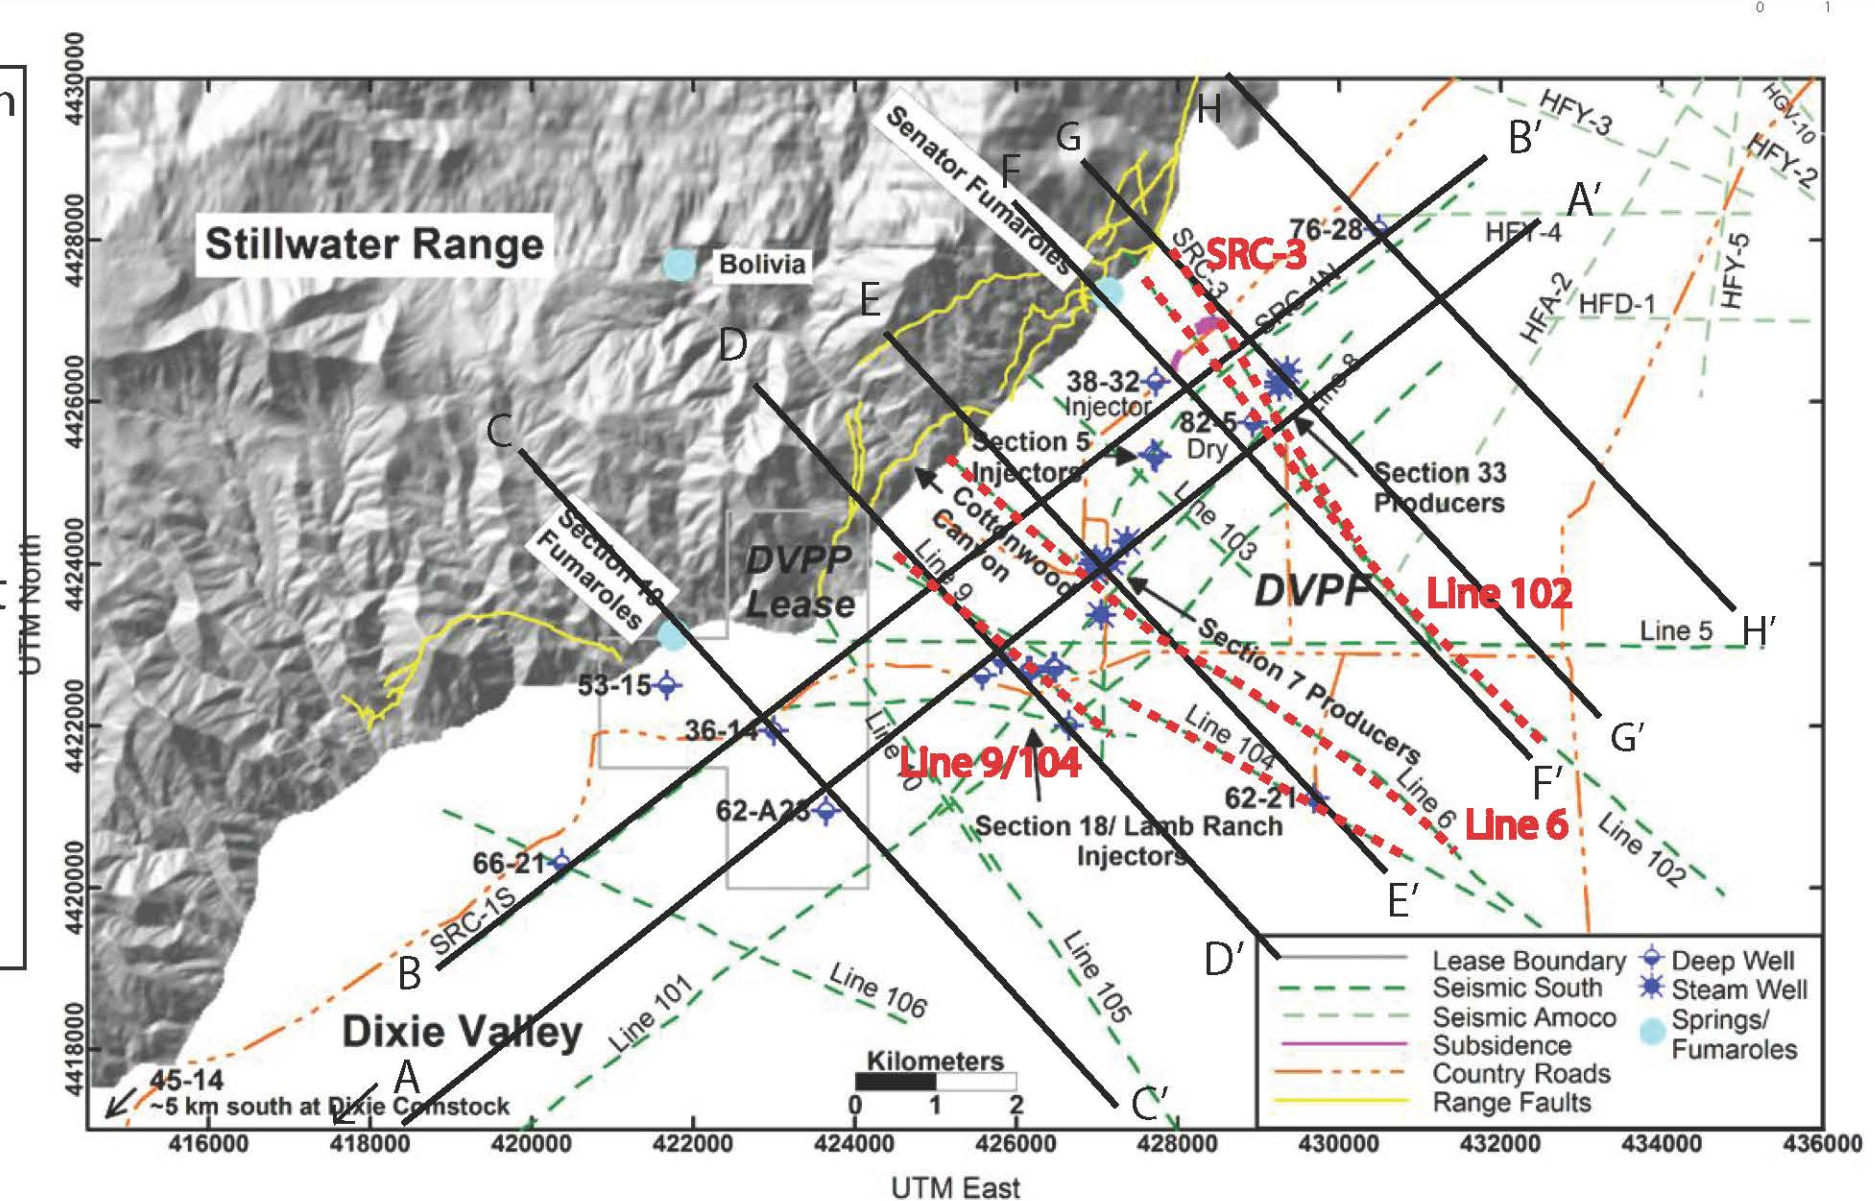 0 1
n
4430000
4428000
4426000
4424000
4422000
4420000
4418000
UTM North
Stillwater Range
Bolivia
Senator Fumaroles
H
G
F
E
D
C
B'
A'
HFY-3
HGV-10
HFY-2
76-28
HFY-4
HFY-5
HFA-2
HFD-1
SRC-3
SRC-3
SRC-1N
38-32
Injector
82-5
Dry
Line 8
Section 5
Injectors
Section 33
Producers
Cottonwood
Canyon
Line 103
DVPP
Lease
DVPF
Line 9
Section 10
Fumaroles
Line 102
Line 5
H'
Section 7 Producers
53-15
36-14
Line 10
Line 9/104
Line 104
G'
62-A23
62-21
Line 6
Line 6
F'
Section 18/ Lamb Ranch
Injectors
Line 102
66-21
SRC-1S
E'
D'
B
Line 106
Line 105
Line 101
Dixie Valley
A
45-14
~5 km south at Dixie Comstock
Kilometers
0 1 2
C'
Lease Boundary
Seismic South
Seismic Amoco
Subsidence
Country Roads
Range Faults
Deep Well
Steam Well
Springs/
Fumaroles
416000 418000 420000 422000 424000 426000 428000 430000 432000 434000 436000
UTM East